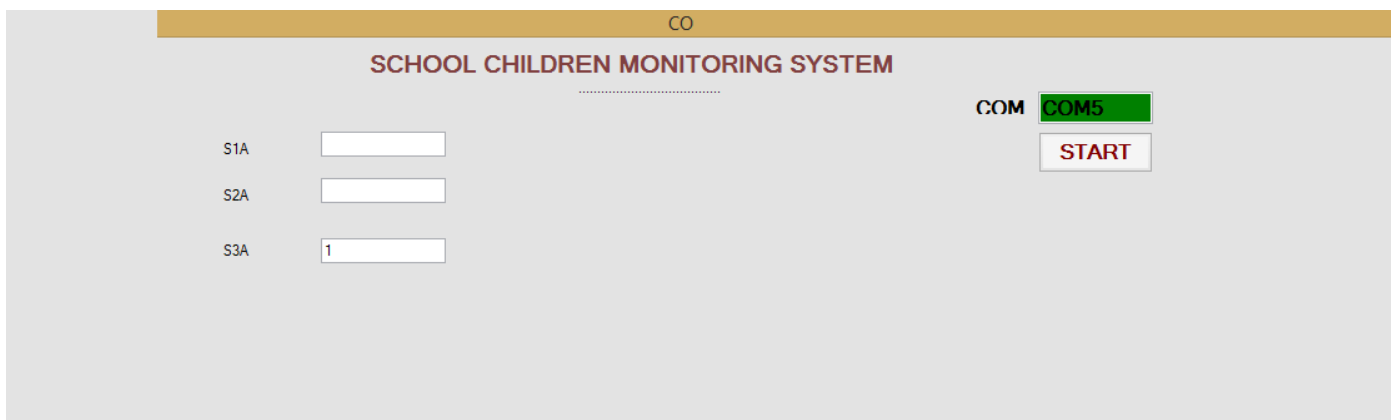 CO
SCHOOL CHILDREN MONITORING SYSTEM
......................................
COM COM5
S1A
START
S2A
S3A 1